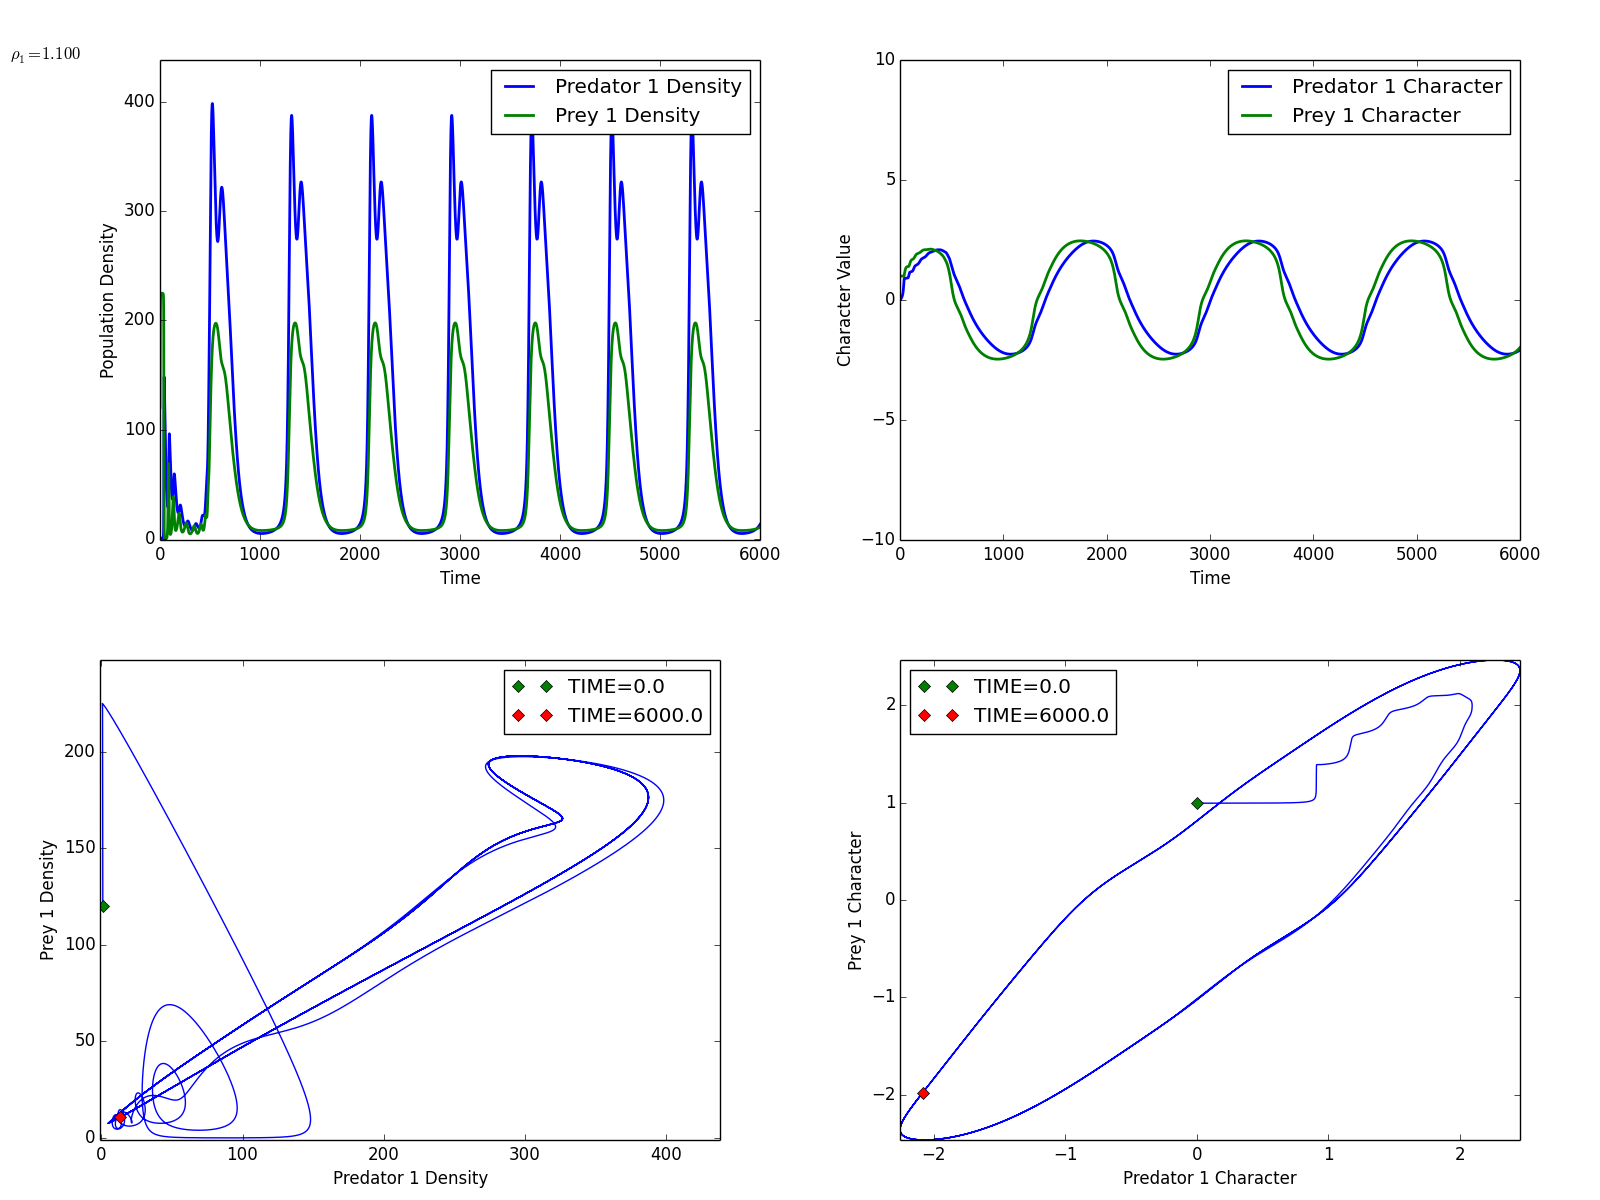 ρ₁=1.100
Predator 1 Density
Prey 1 Density
400
300
200
100
0
Population Density
0 1000 2000 3000 4000 5000 6000
Time
Predator 1 Character
Prey 1 Character
10
5
0
−5
−10
Character Value
0 1000 2000 3000 4000 5000 6000
Time
TIME=0.0
TIME=6000.0
200
150
100
50
0
Prey 1 Density
0 100 200 300 400
Predator 1 Density
TIME=0.0
TIME=6000.0
2
1
0
−1
−2
Prey 1 Character
−2 −1 0 1 2
Predator 1 Character